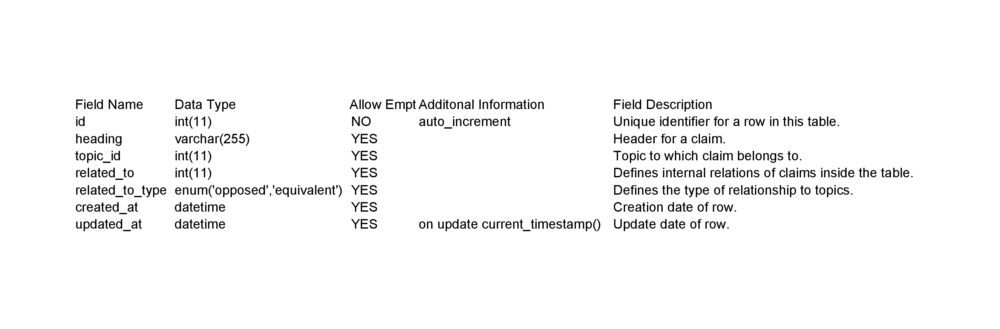 Field Name Data Type Allow Empt Additonal Information Field Description
id int(11) NO auto_increment Unique identifier for a row in this table.
heading varchar(255) YES Header for a claim.
topic_id int(11) YES Topic to which claim belongs to.
related_to int(11) YES Defines internal relations of claims inside the table.
related_to_type enum('opposed','equivalent') YES Defines the type of relationship to topics.
created_at datetime YES Creation date of row.
updated_at datetime YES on update current_timestamp() Update date of row.